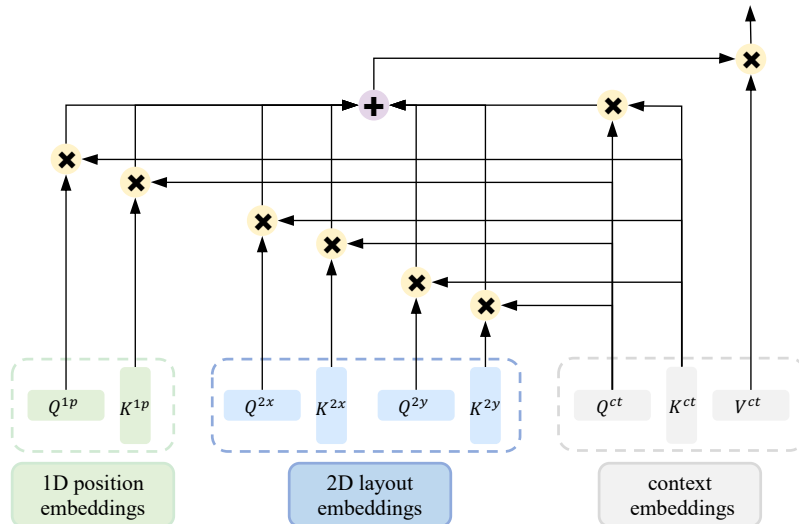 Q^{1p} K^{1p} Q^{2x} K^{2x} Q^{2y} K^{2y} Q^{ct} K^{ct} V^{ct}
1D position
embeddings
2D layout
embeddings
context
embeddings